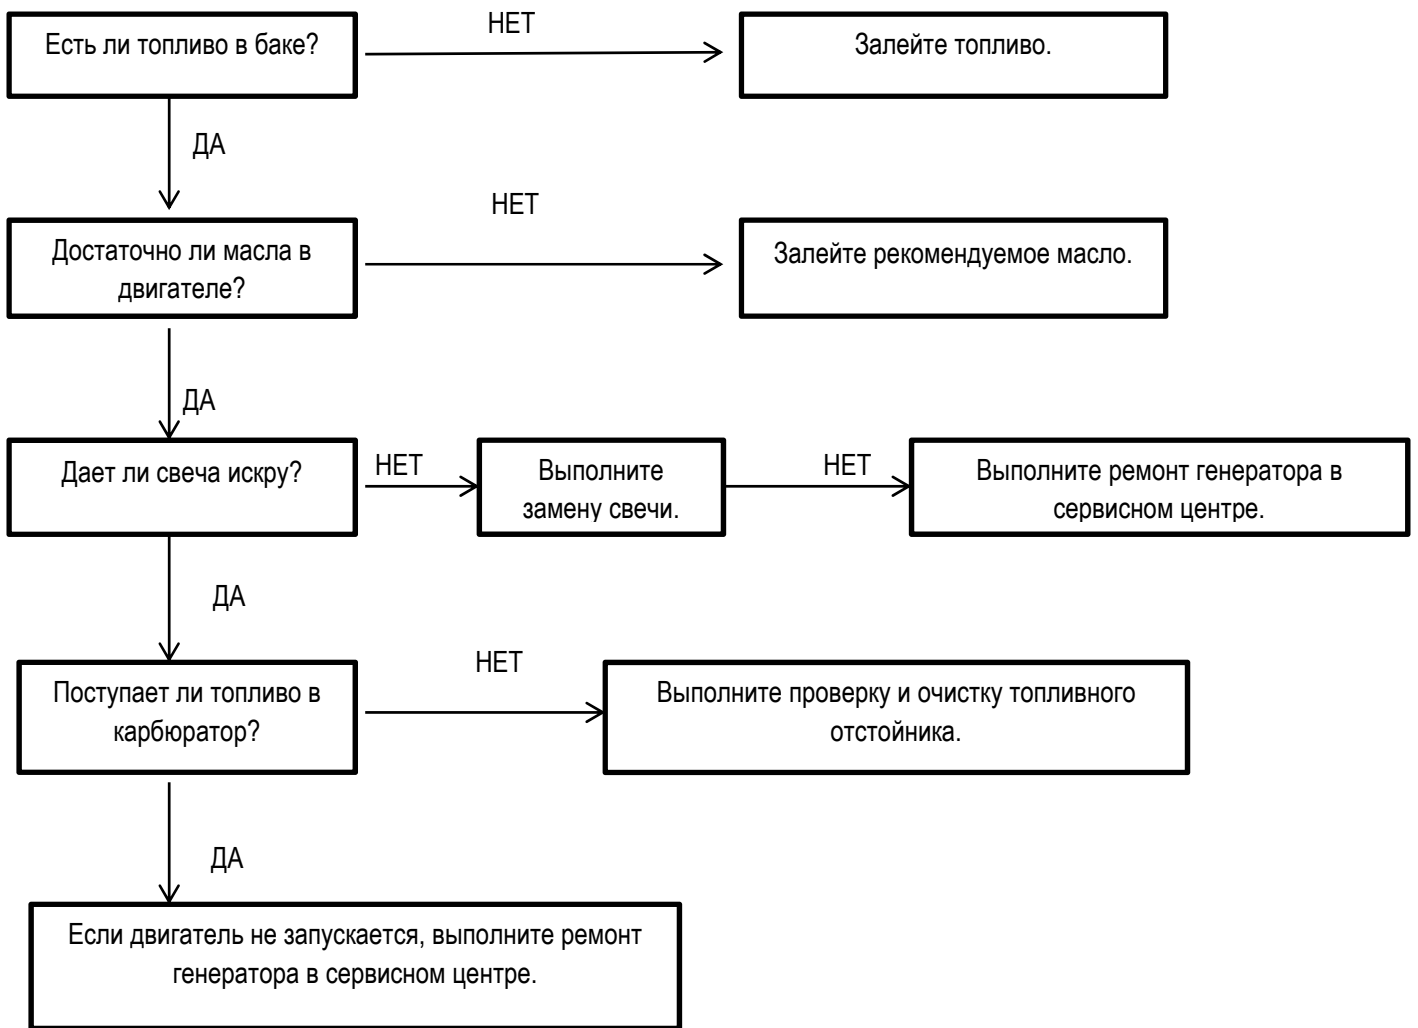 Есть ли топливо в баке?
НЕТ
Залейте топливо.
ДА
Достаточно ли масла в
двигателе?
НЕТ
Залейте рекомендуемое масло.
ДА
Дает ли свеча искру?
НЕТ
Выполните
замену свечи.
НЕТ
Выполните ремонт генератора в
сервисном центре.
ДА
Поступает ли топливо в
карбюратор?
НЕТ
Выполните проверку и очистку топливного
отстойника.
ДА
Если двигатель не запускается, выполните ремонт
генератора в сервисном центре.